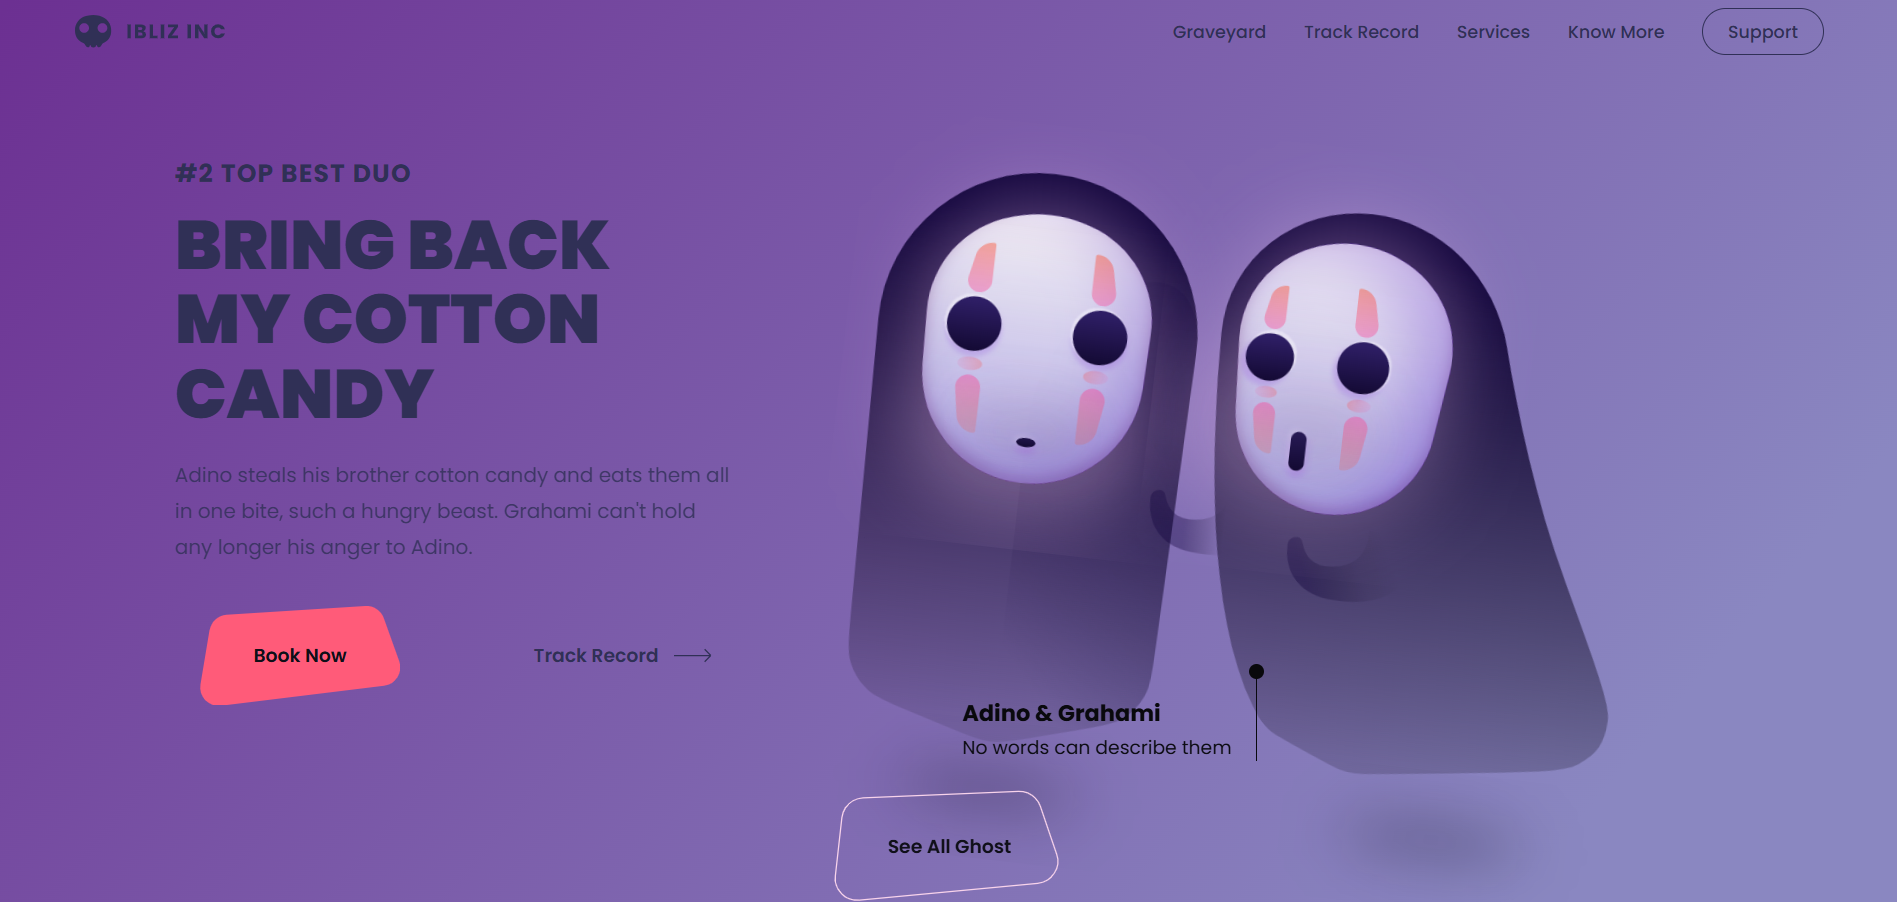 IBLIZ INC
Graveyard
Track Record
Services
Know More
Support
#2 TOP BEST DUO
BRING BACK
MY COTTON
CANDY
Adino steals his brother cotton candy and eats them all
in one bite, such a hungry beast. Grahami can't hold
any longer his anger to Adino.
Book Now
Track Record
Adino & Grahami
No words can describe them
See All Ghost